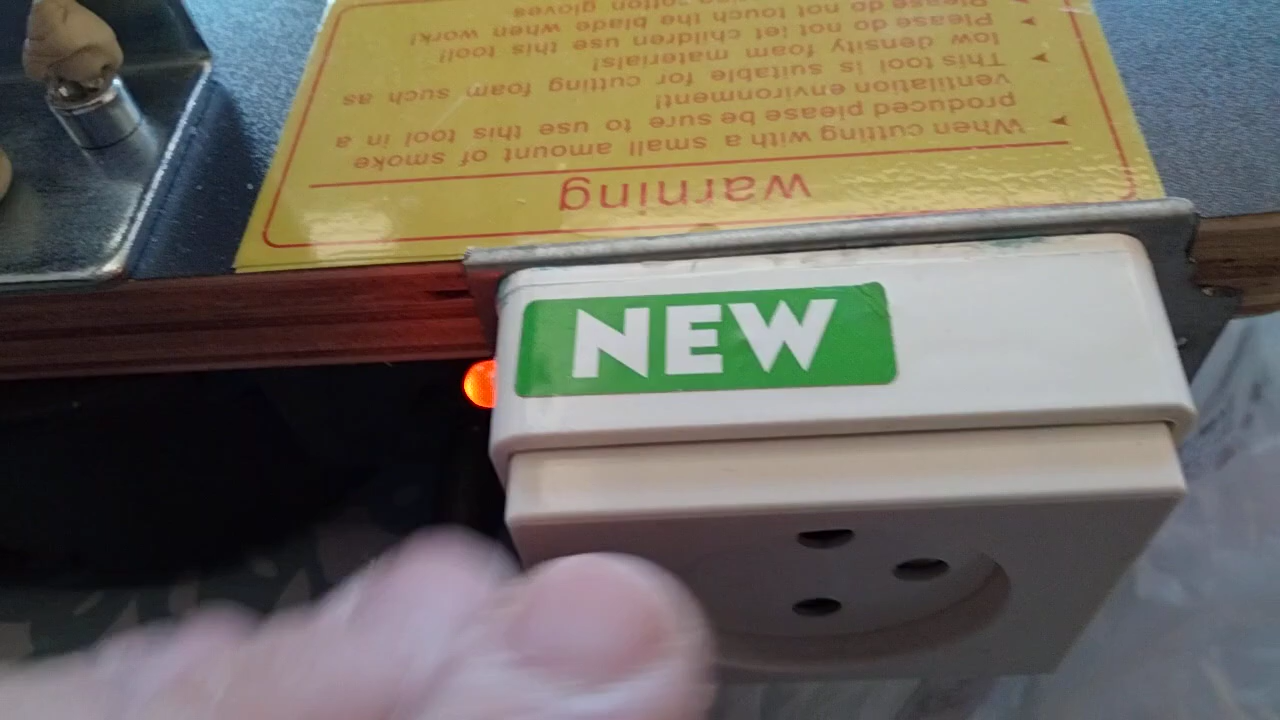 Warning
When cutting with a small amount of smoke
produced please be sure to use this tool in a
ventilation environment!
This tool is suitable for cutting foam such as
low density foam materials!
Please do not let children use this tool!
Please do not touch the blade when work!
cotton gloves
NEW